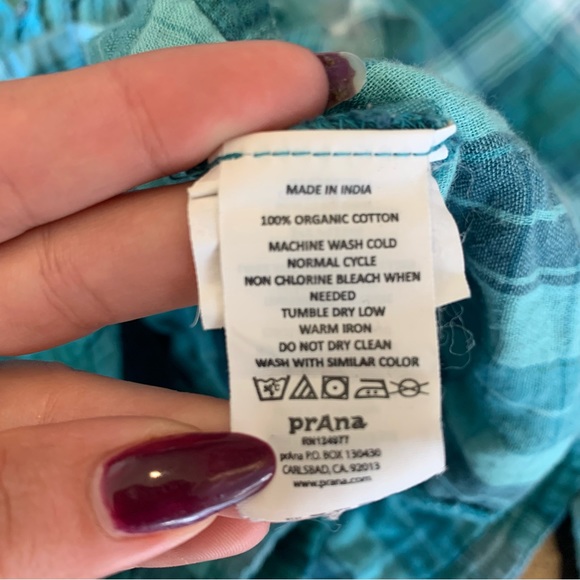 MADE IN INDIA
100% ORGANIC COTTON
MACHINE WASH COLD
NORMAL CYCLE
NON CHLORINE BLEACH WHEN
NEEDED
TUMBLE DRY LOW
WARM IRON
DO NOT DRY CLEAN
WASH WITH SIMILAR COLOR
prAna
RN124977
prAna P.O. BOX 130430
CARLSBAD, CA. 92013
www.prana.com